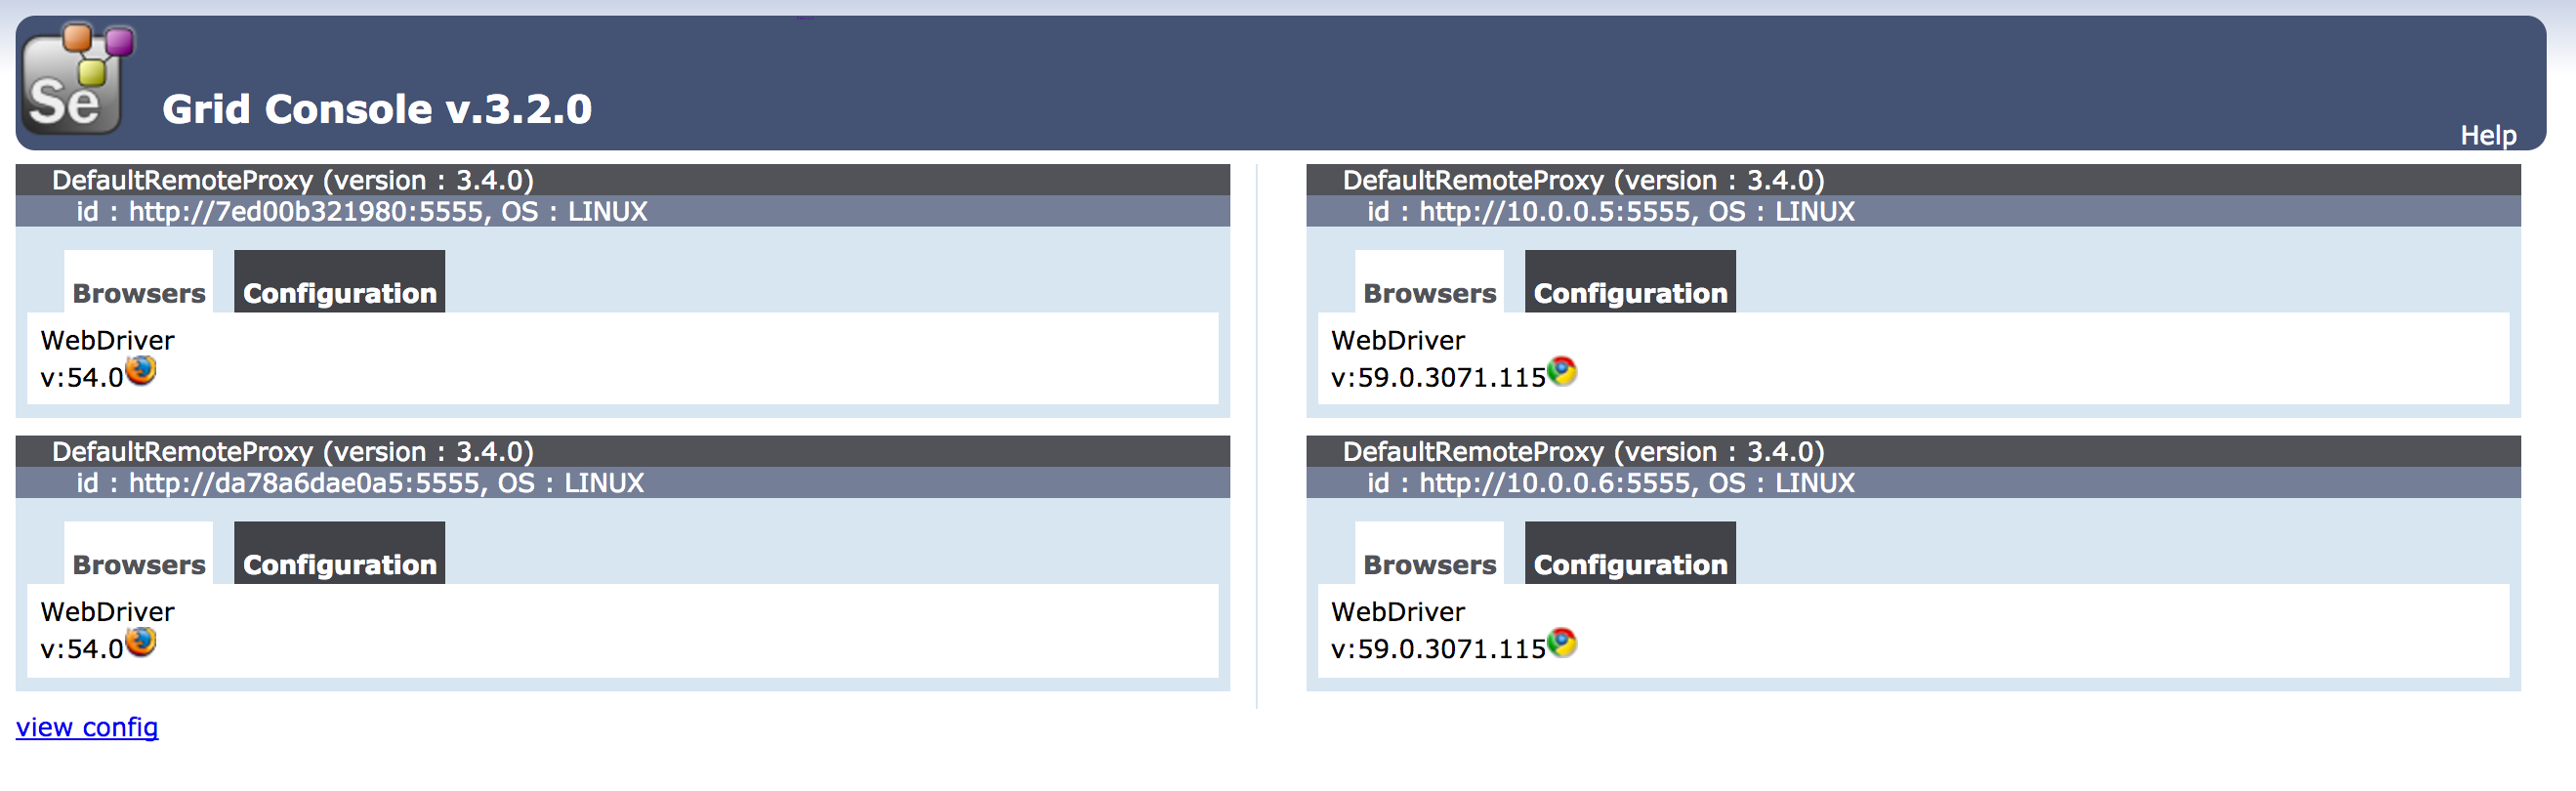 Se
Grid Console v.3.2.0
Help
DefaultRemoteProxy (version : 3.4.0)
id : http://7ed00b321980:5555, OS : LINUX
Browsers Configuration
WebDriver
v:54.0
DefaultRemoteProxy (version : 3.4.0)
id : http://da78a6dae0a5:5555, OS : LINUX
Browsers Configuration
WebDriver
v:54.0
DefaultRemoteProxy (version : 3.4.0)
id : http://10.0.0.5:5555, OS : LINUX
Browsers Configuration
WebDriver
v:59.0.3071.115
DefaultRemoteProxy (version : 3.4.0)
id : http://10.0.0.6:5555, OS : LINUX
Browsers Configuration
WebDriver
v:59.0.3071.115
view config